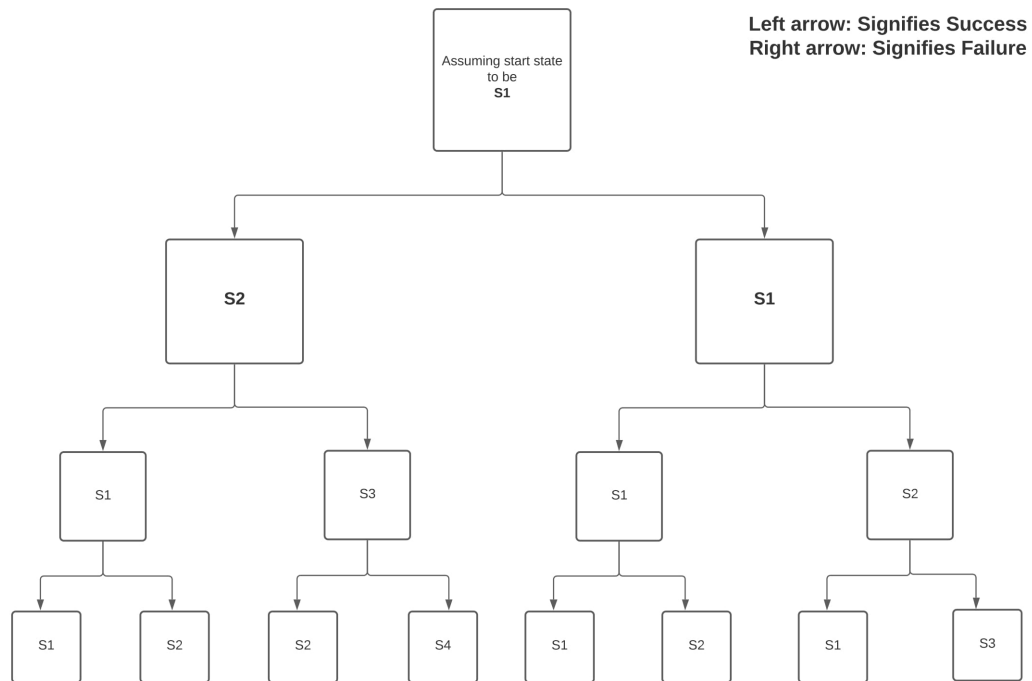 Left arrow: Signifies Success
Right arrow: Signifies Failure
Assuming start state
to be
S1
S2
S1
S1
S3
S1
S2
S1
S2
S2
S4
S1
S2
S1
S3